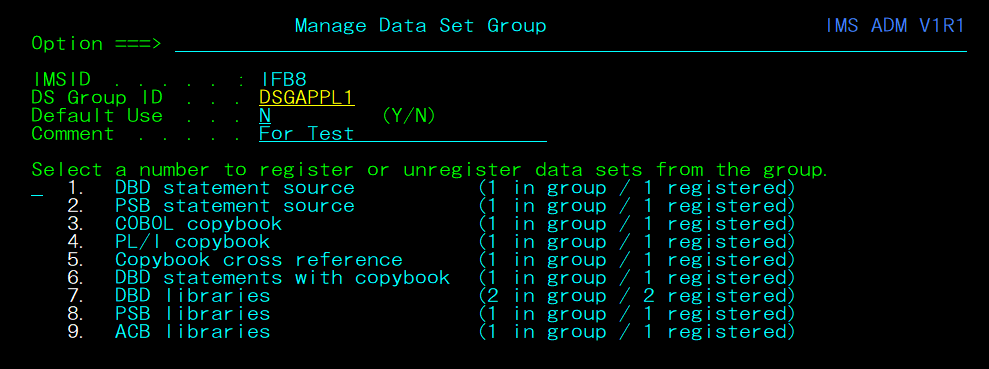 Manage Data Set Group IMS ADM V1R1
Option ===>
IMSID . . . . . : IFB8
DS Group ID . . . DSGAPPL1
Default Use . . . N (Y/N)
Comment . . . . . For Test
Select a number to register or unregister data sets from the group.
_ 1. DBD statement source (1 in group / 1 registered)
2. PSB statement source (1 in group / 1 registered)
3. COBOL copybook (1 in group / 1 registered)
4. PL/I copybook (1 in group / 1 registered)
5. Copybook cross reference (1 in group / 1 registered)
6. DBD statements with copybook (1 in group / 1 registered)
7. DBD libraries (2 in group / 2 registered)
8. PSB libraries (1 in group / 1 registered)
9. ACB libraries (1 in group / 1 registered)